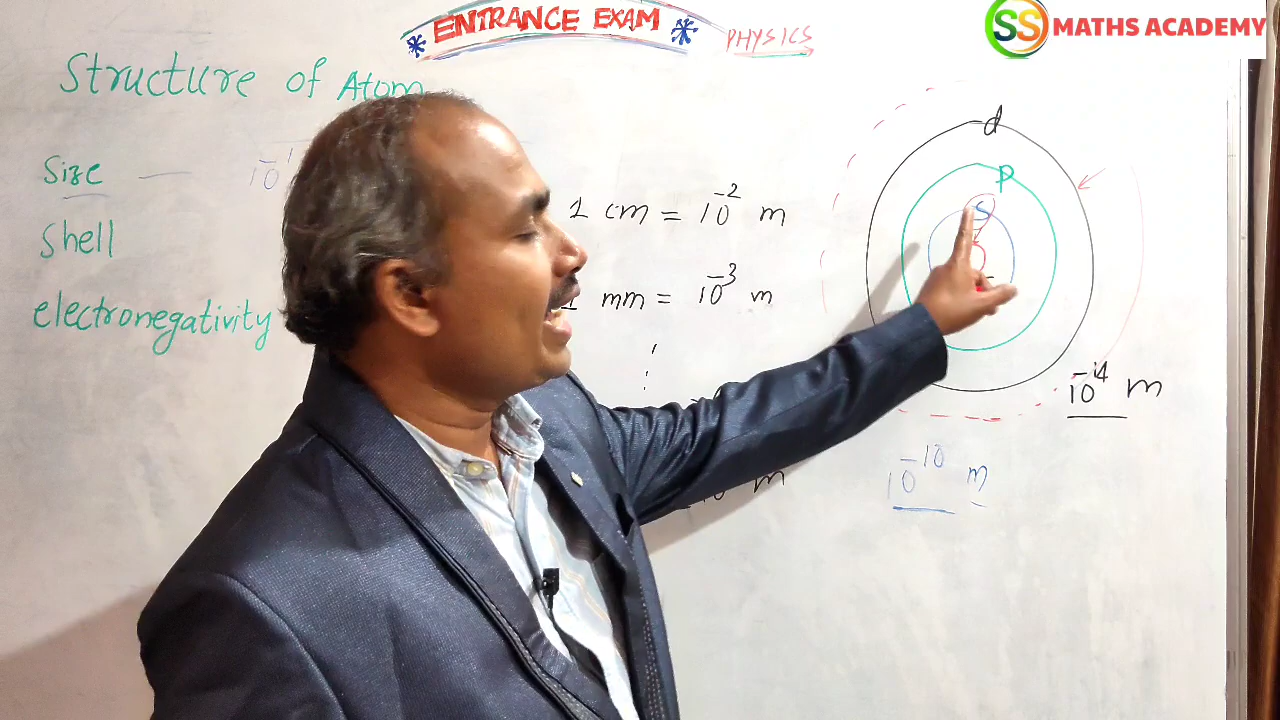 ENTRANCE EXAM
PHYSICS
SS MATHS ACADEMY
Structure of Atom
Size
Shell
electronegativity
1 cm = 10⁻² m
mm = 10⁻³ m
m
d
p
s
10⁻¹⁴ m
10⁻¹⁰ m